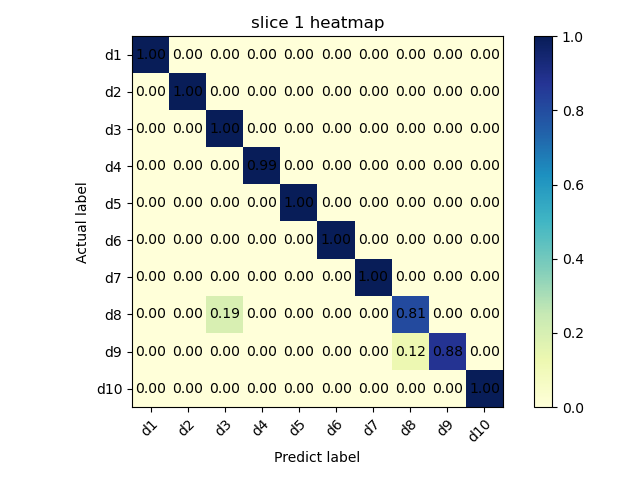 slice 1 heatmap
d1 1.00 0.00 0.00 0.00 0.00 0.00 0.00 0.00 0.00 0.00
d2 0.00 1.00 0.00 0.00 0.00 0.00 0.00 0.00 0.00 0.00
d3 0.00 0.00 1.00 0.00 0.00 0.00 0.00 0.00 0.00 0.00
d4 0.00 0.00 0.00 0.99 0.00 0.00 0.00 0.00 0.00 0.00
d5 0.00 0.00 0.00 0.00 1.00 0.00 0.00 0.00 0.00 0.00
d6 0.00 0.00 0.00 0.00 0.00 1.00 0.00 0.00 0.00 0.00
d7 0.00 0.00 0.00 0.00 0.00 0.00 1.00 0.00 0.00 0.00
d8 0.00 0.00 0.19 0.00 0.00 0.00 0.00 0.81 0.00 0.00
d9 0.00 0.00 0.00 0.00 0.00 0.00 0.00 0.12 0.88 0.00
d10 0.00 0.00 0.00 0.00 0.00 0.00 0.00 0.00 0.00 1.00
d1 d2 d3 d4 d5 d6 d7 d8 d9 d10
Predict label
Actual label
1.0
0.8
0.6
0.4
0.2
0.0